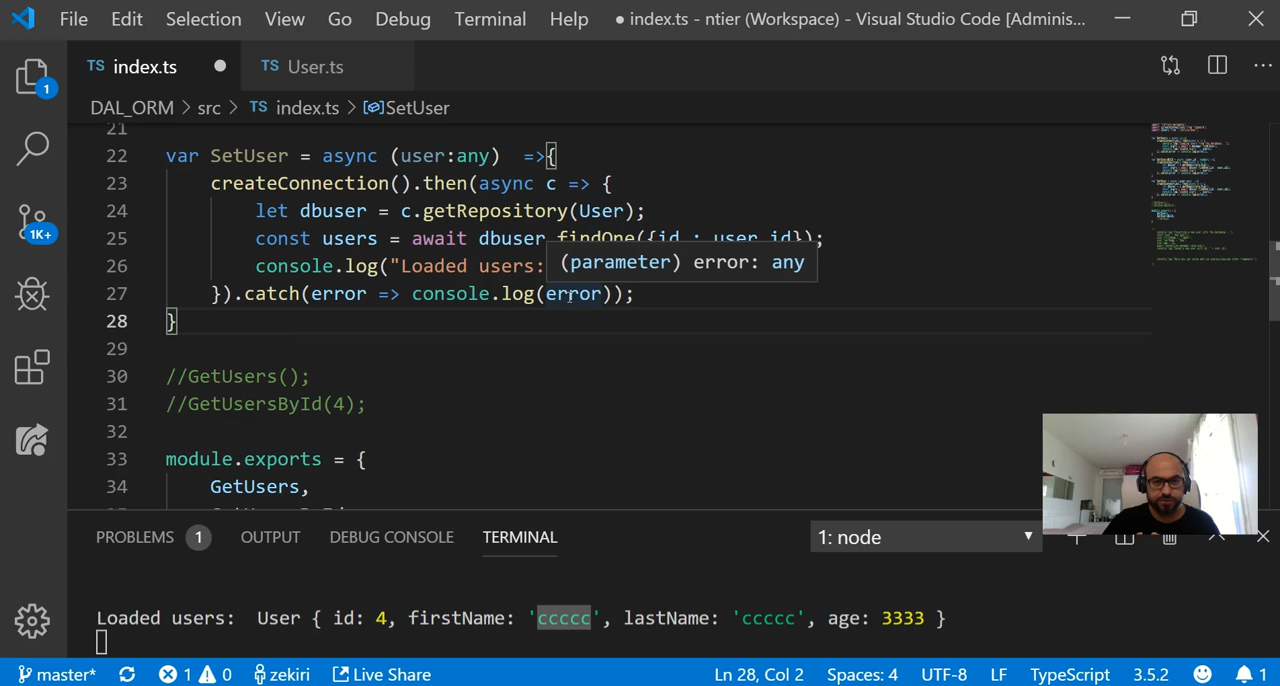 File Edit Selection View Go Debug Terminal Help ● index.ts - ntier (Workspace) - Visual Studio Code [Adminis...
TS index.ts ● TS User.ts
DAL_ORM > src > TS index.ts > SetUser
21
22 var SetUser = async (user:any) =>{
23 createConnection().then(async c => {
24 let dbuser = c.getRepository(User);
25 const users = await dbuser.findOne({id : user.id});
26 console.log("Loaded users:
(parameter) error: any
27 }).catch(error => console.log(error));
28 }
29
30 //GetUsers();
31 //GetUsersById(4);
32
33 module.exports = {
34 GetUsers,
PROBLEMS 1 OUTPUT DEBUG CONSOLE TERMINAL 1: node
Loaded users: User { id: 4, firstName: 'ccccc', lastName: 'ccccc', age: 3333 }
1
1K+
master* 1 0 zekiri Live Share Ln 28, Col 2 Spaces: 4 UTF-8 LF TypeScript 3.5.2 1